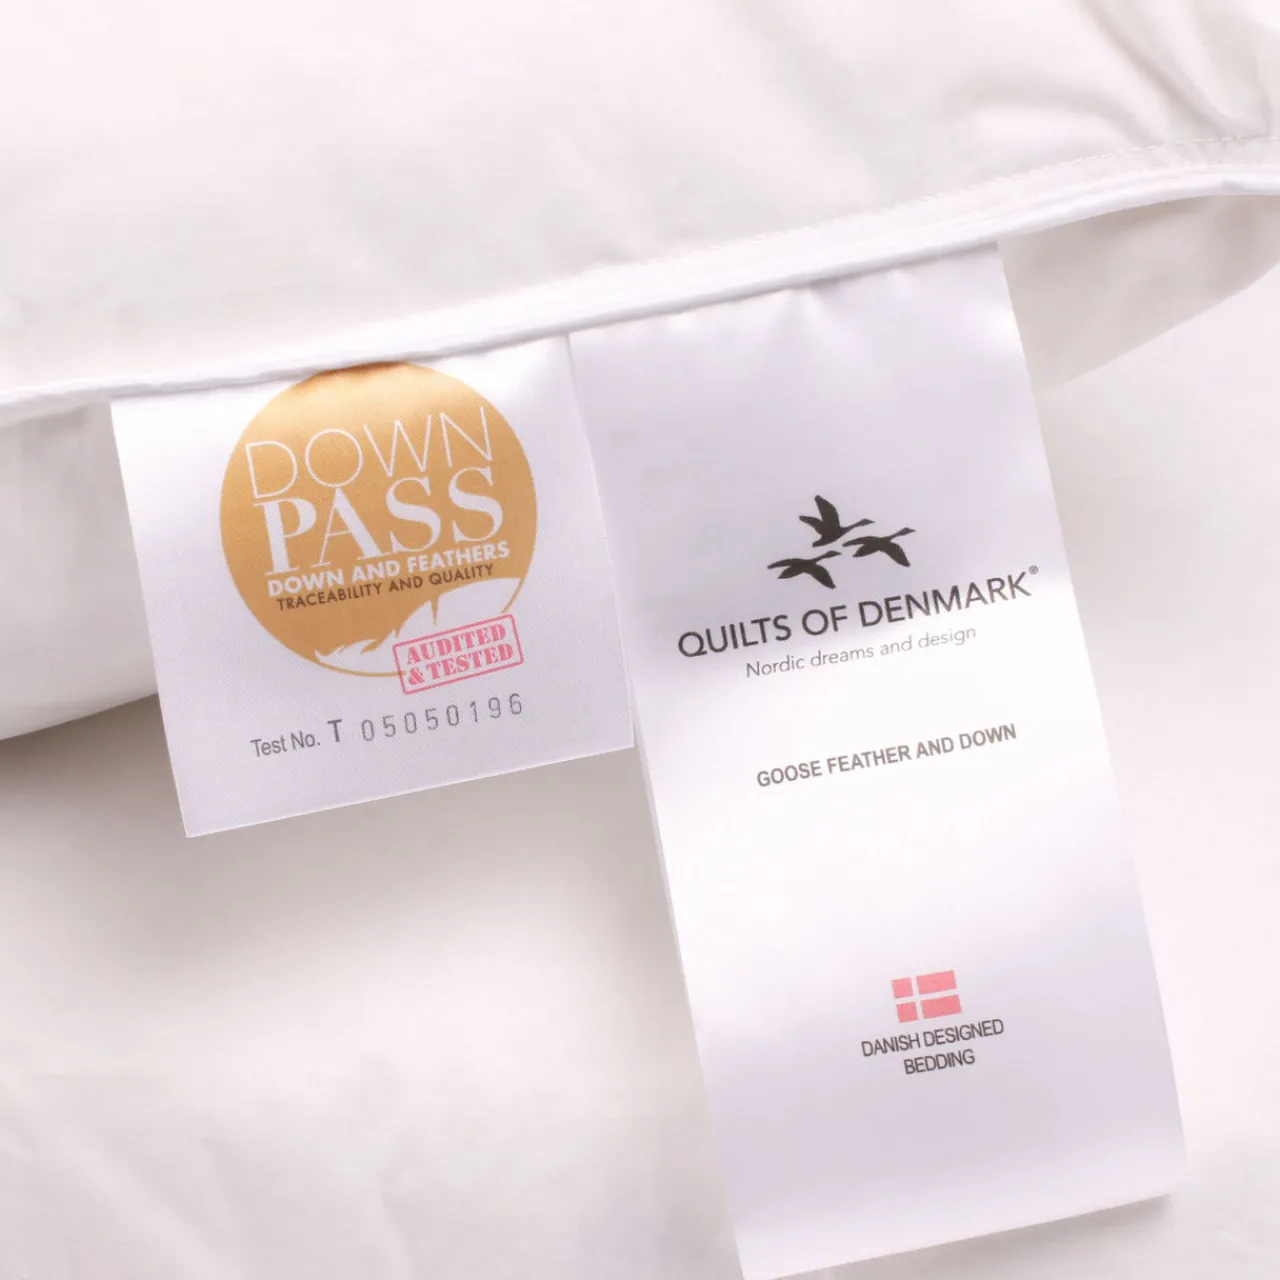 DOWN
PASS
DOWN AND FEATHERS
TRACEABILITY AND QUALITY
AUDITED
& TESTED
Test No. T 05050196
QUILTS OF DENMARK®
Nordic dreams and design
GOOSE FEATHER AND DOWN
DANISH DESIGNED
BEDDING